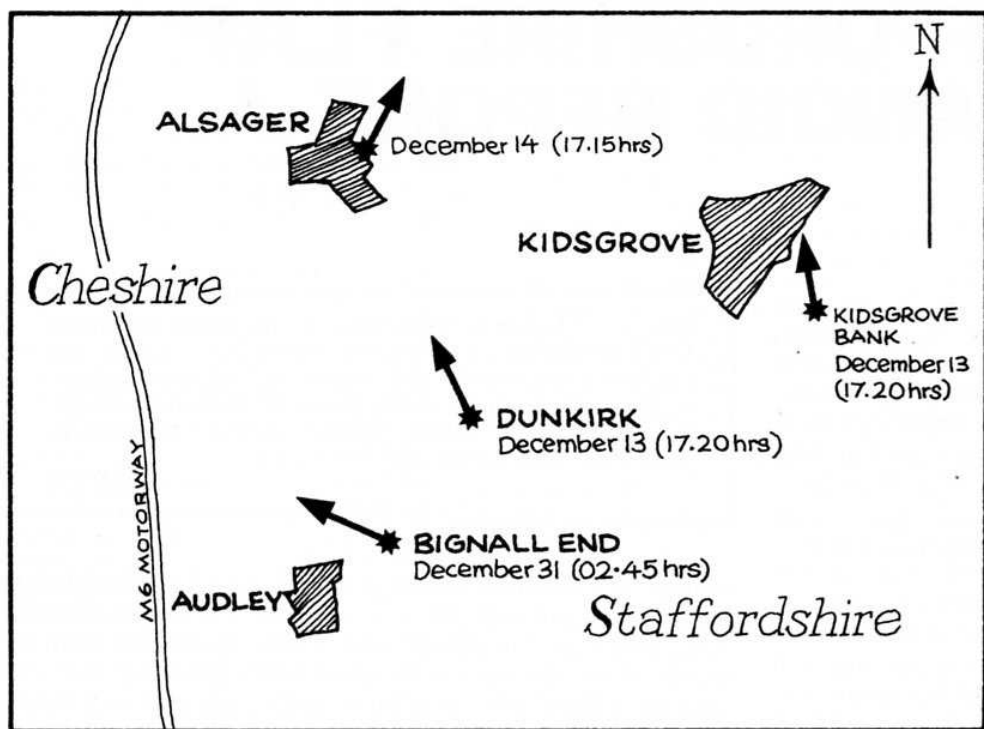 N
ALSAGER
December 14 (17.15hrs)
KIDSGROVE
Cheshire
KIDSGROVE
BANK
December 13
(17.20hrs)
DUNKIRK
December 13 (17.20hrs)
M6 MOTORWAY
BIGNALL END
December 31 (02.45hrs)
AUDLEY
Staffordshire